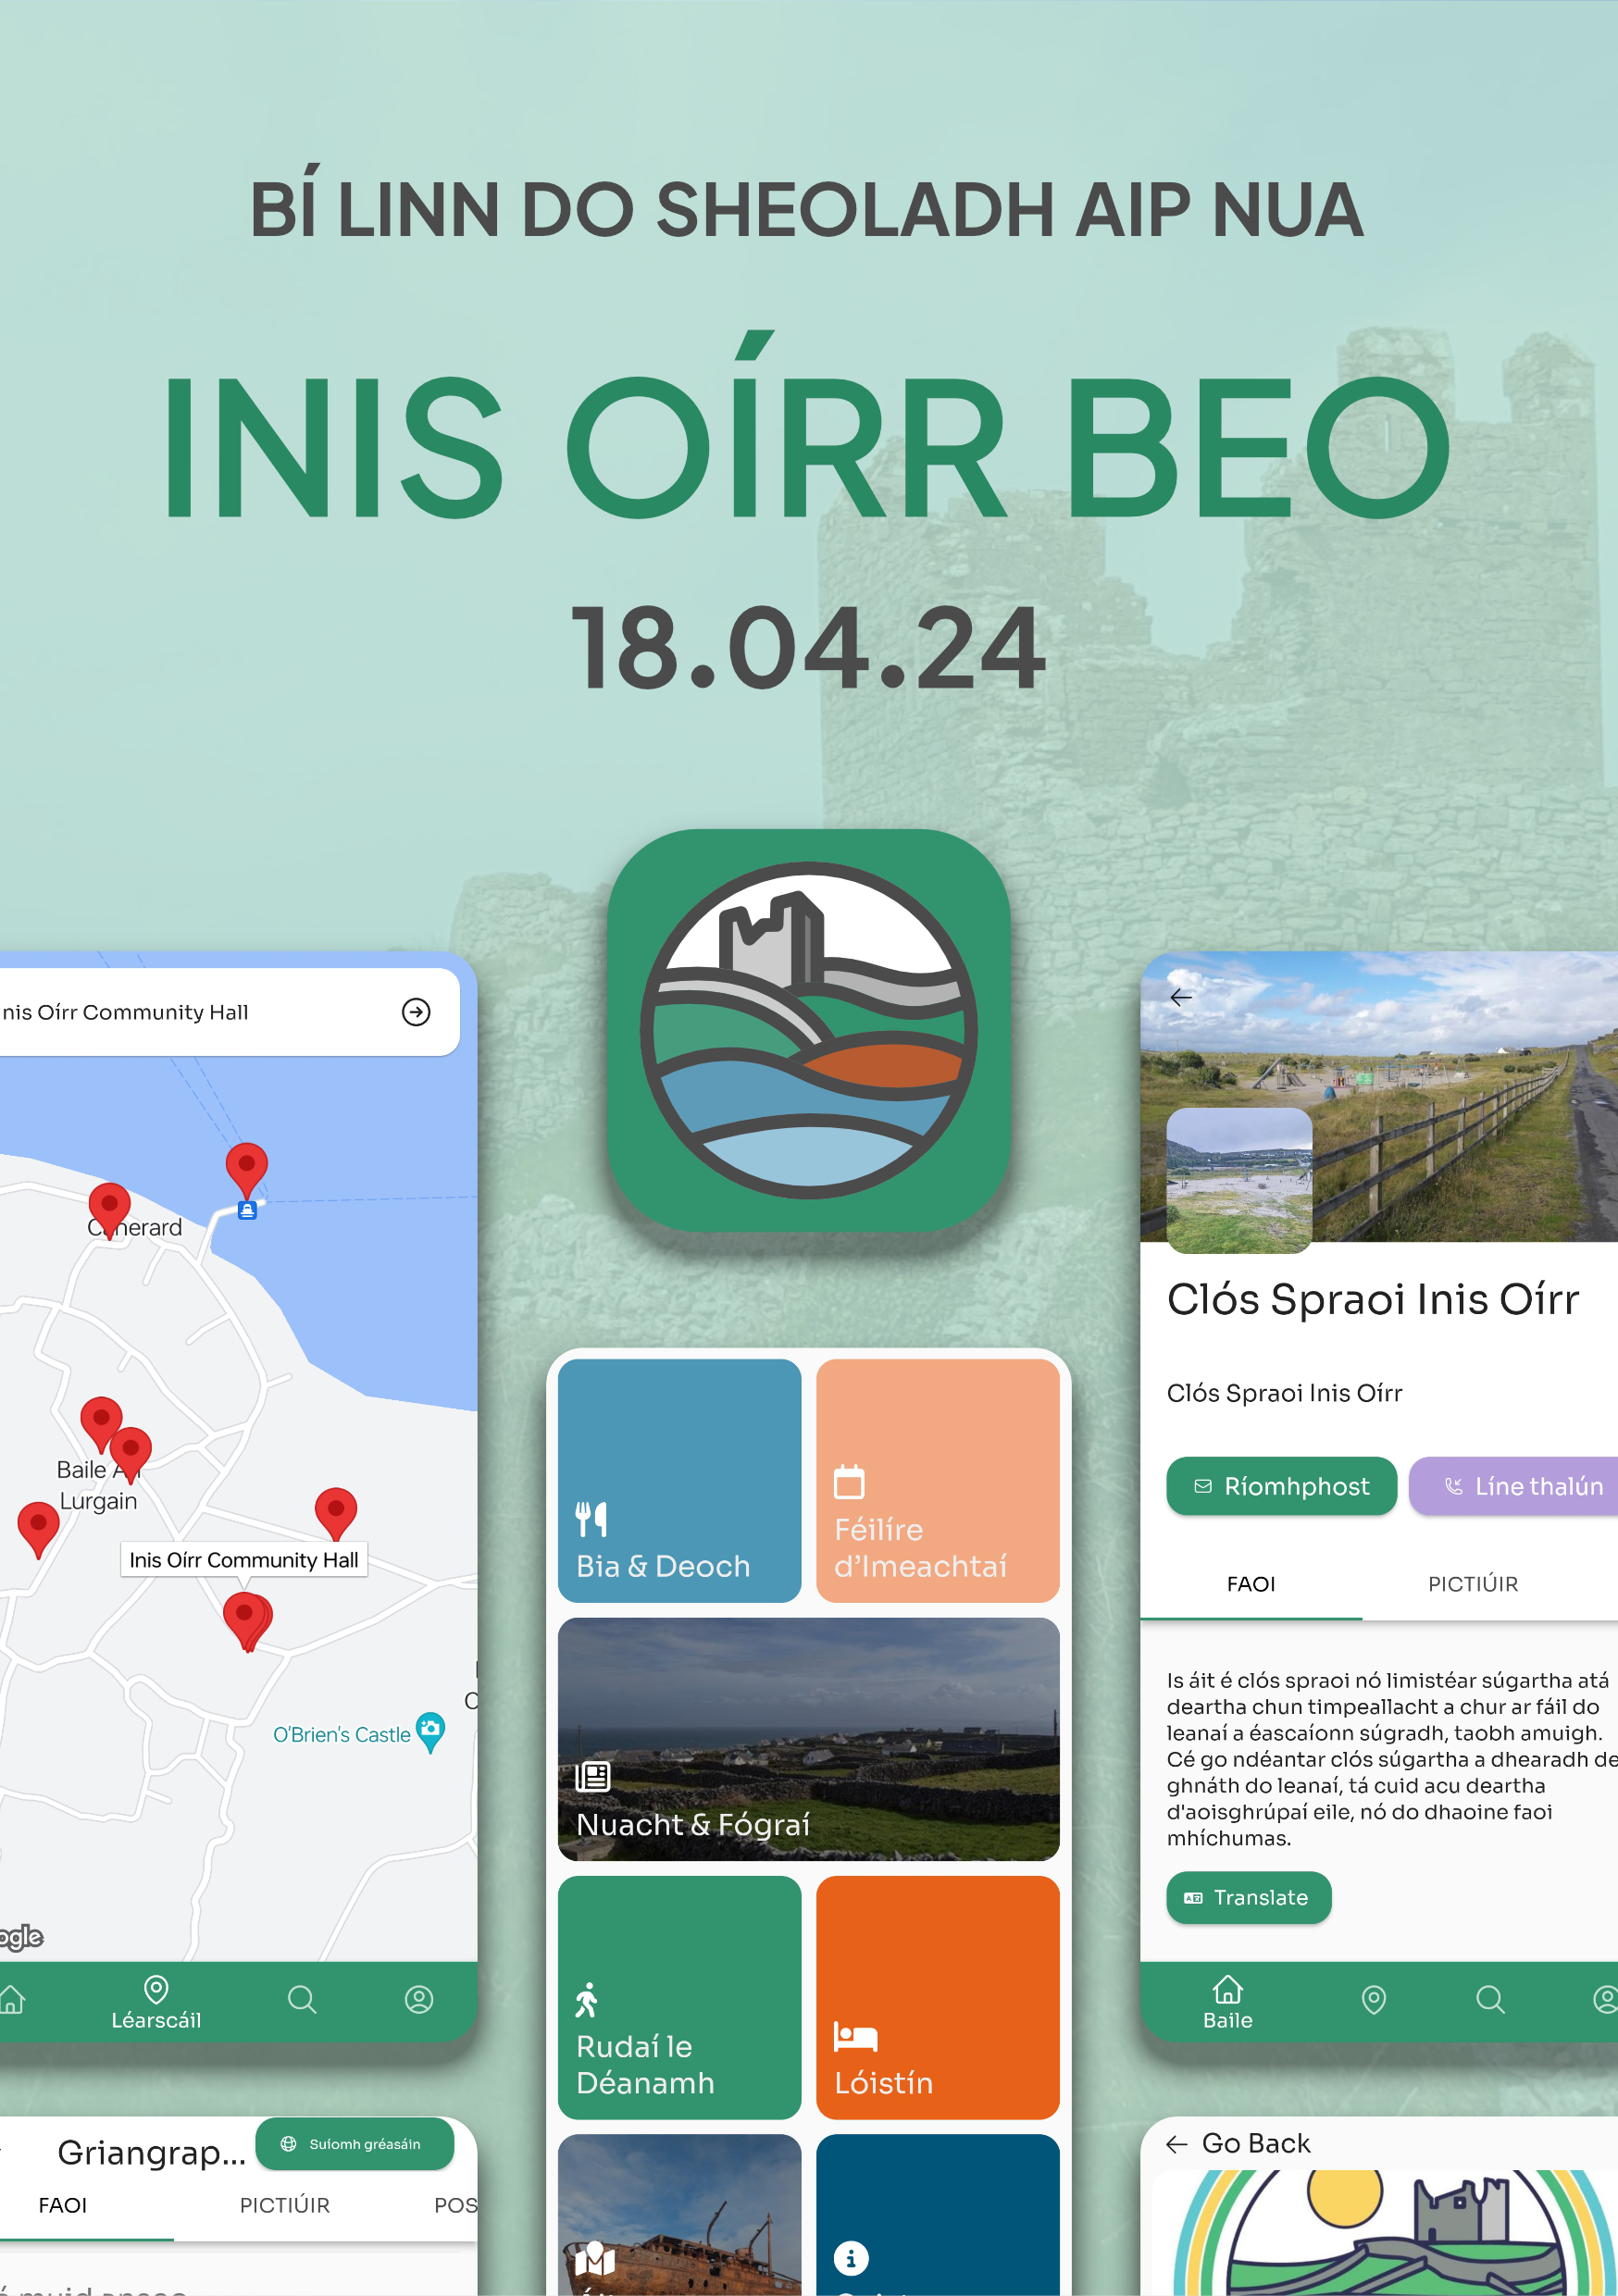 BÍ LINN DO SHEOLADH AIP NUA
INIS OÍRR BEO
18.04.24
nis Oírr Community Hall
Baile
Lurgain
Inis Oírr Community Hall
O'Brien's Castle
Léarscáil
Griangrap...
Suíomh gréasáin
FAOI
PICTIÚIR
POS
Bia & Deoch
Féilíre
d'Imeachtaí
Nuacht & Fógraí
Rudaí le
Déanamh
Lóistín
Clós Spraoi Inis Oírr
Clós Spraoi Inis Oírr
Ríomhphost
Líne thalún
FAOI
PICTIÚIR
Is áit é clós spraoi nó limistéar súgartha atá
deartha chun timpeallacht a chur ar fáil do
leanaí a éascaíonn súgradh, taobh amuigh.
Cé go ndéantar clós súgartha a dhearadh de
ghnáth do leanaí, tá cuid acu deartha
d'aoisghrúpaí eile, nó do dhaoine faoi
mhíchumas.
Translate
Baile
Go Back